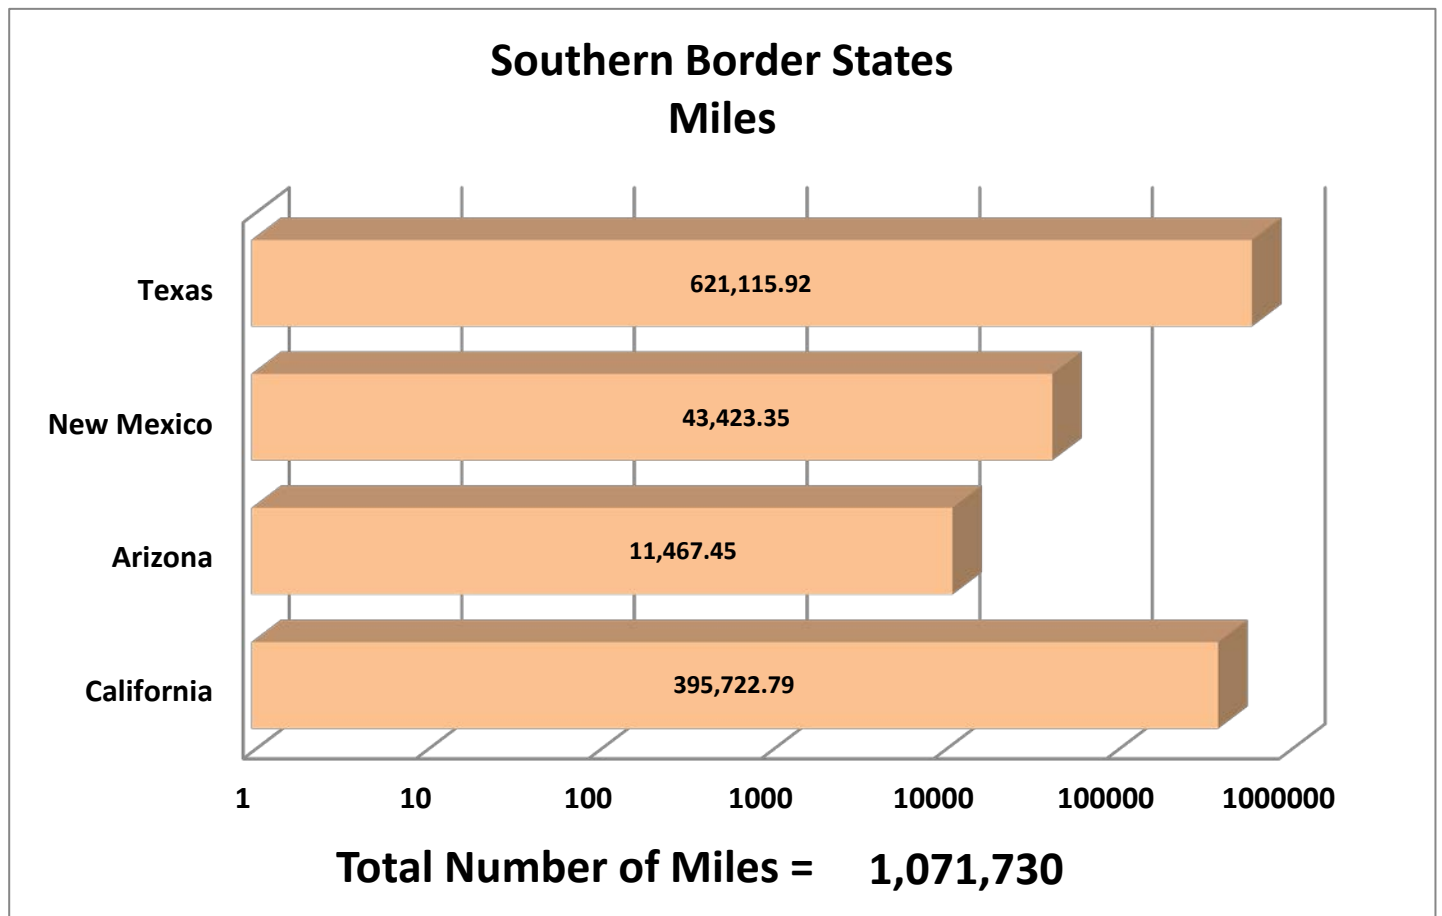 Southern Border States
Miles
Texas
621,115.92
New Mexico
43,423.35
Arizona
11,467.45
California
395,722.79
1 10 100 1000 10000 100000 1000000
Total Number of Miles = 1,071,730